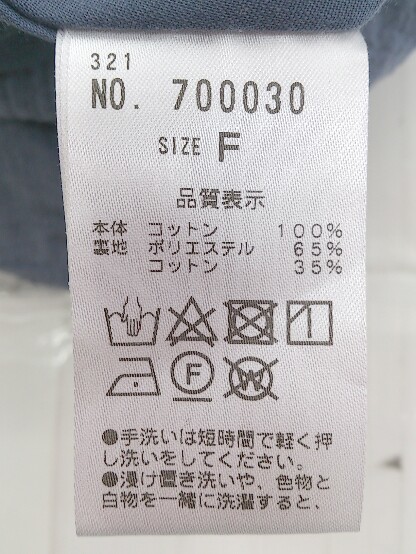 321
NO. 700030
SIZE F
品質表示
本体 コットン 100%
裏地 ポリエステル 65%
コットン 35%
F
W
●手洗いは短時間で軽く押
し洗いをしてください。
●浸け置き洗いや、色物と
白物を一緒に洗濯すると、